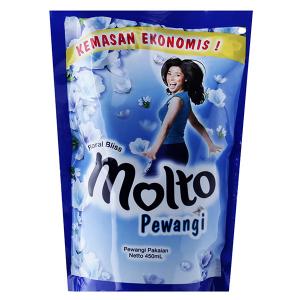 KEMASAN EKONOMIS !
Floral Bliss
molto
Pewangi
Pewangi Pakaian
Netto 450mL